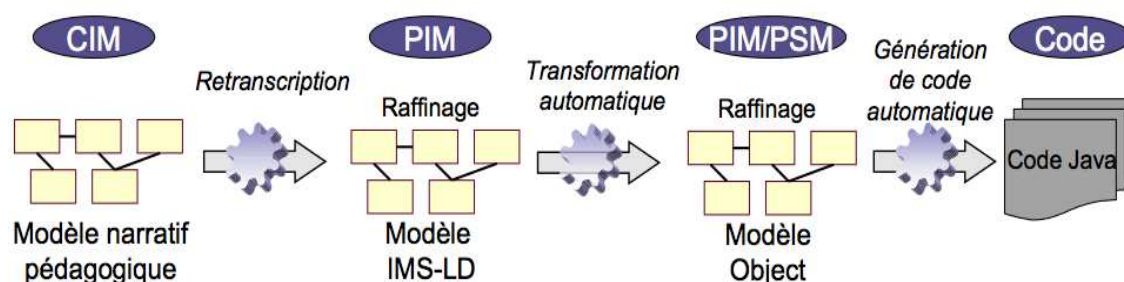 CIM
PIM
PIM/PSM
Code
Retranscription
Transformation
automatique
Génération
de code
automatique
Raffinage
Raffinage
Code Java
Modèle narratif
pédagogique
Modèle
IMS-LD
Modèle
Object